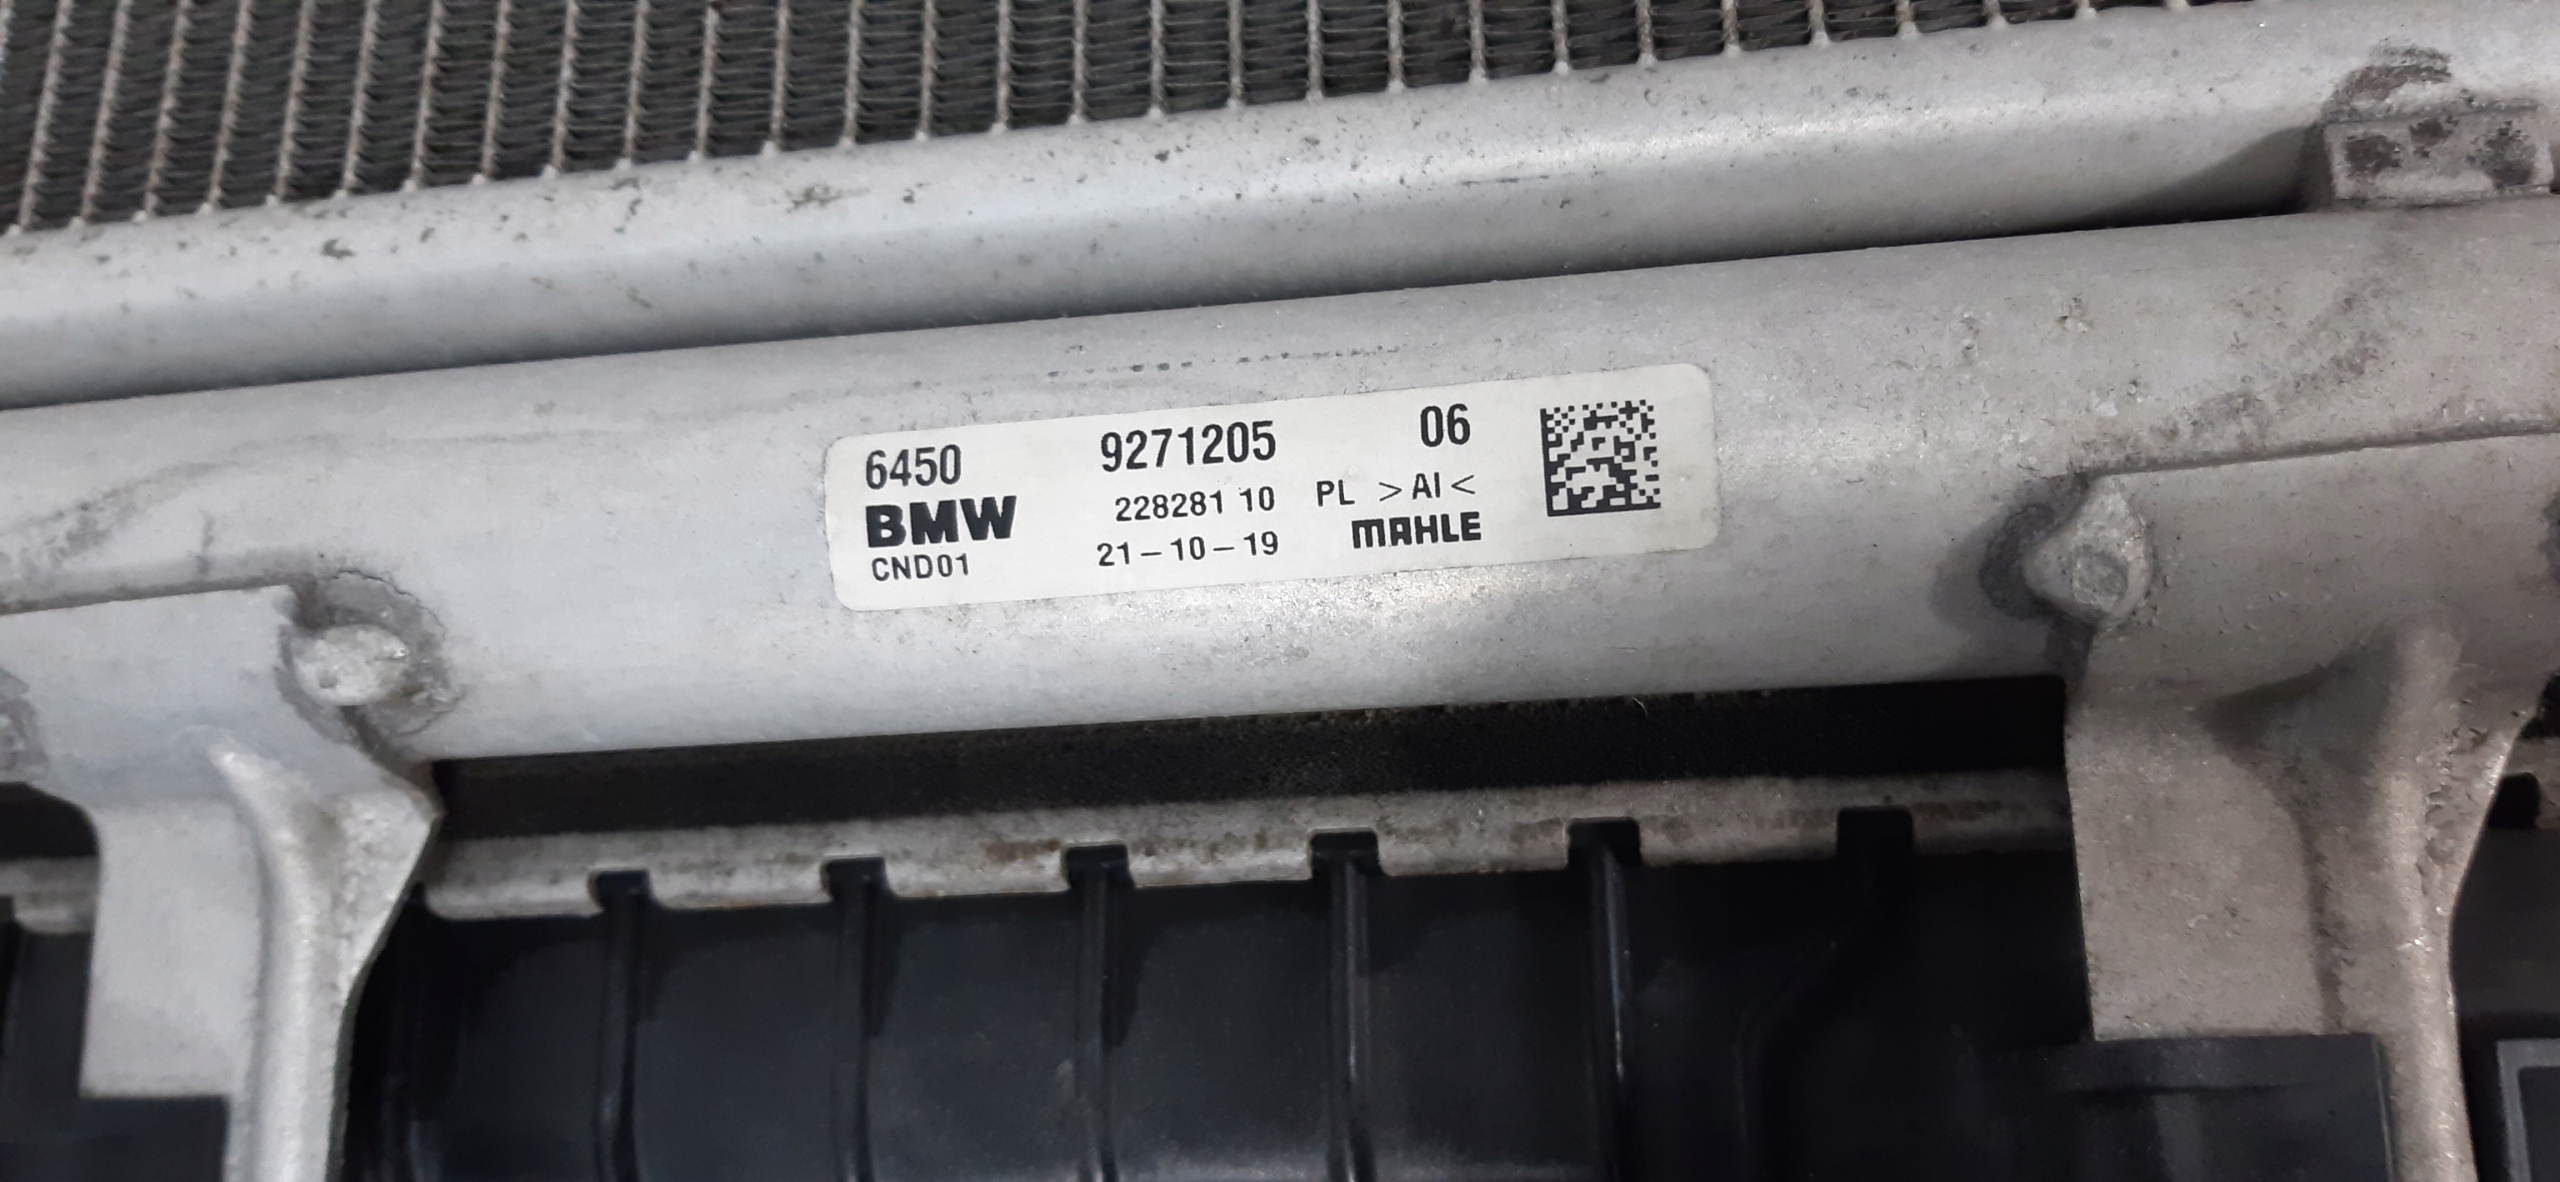 6450 9271205 06
BMW 228281 10 PL >Al<
CND01 21-10-19 MAHLE